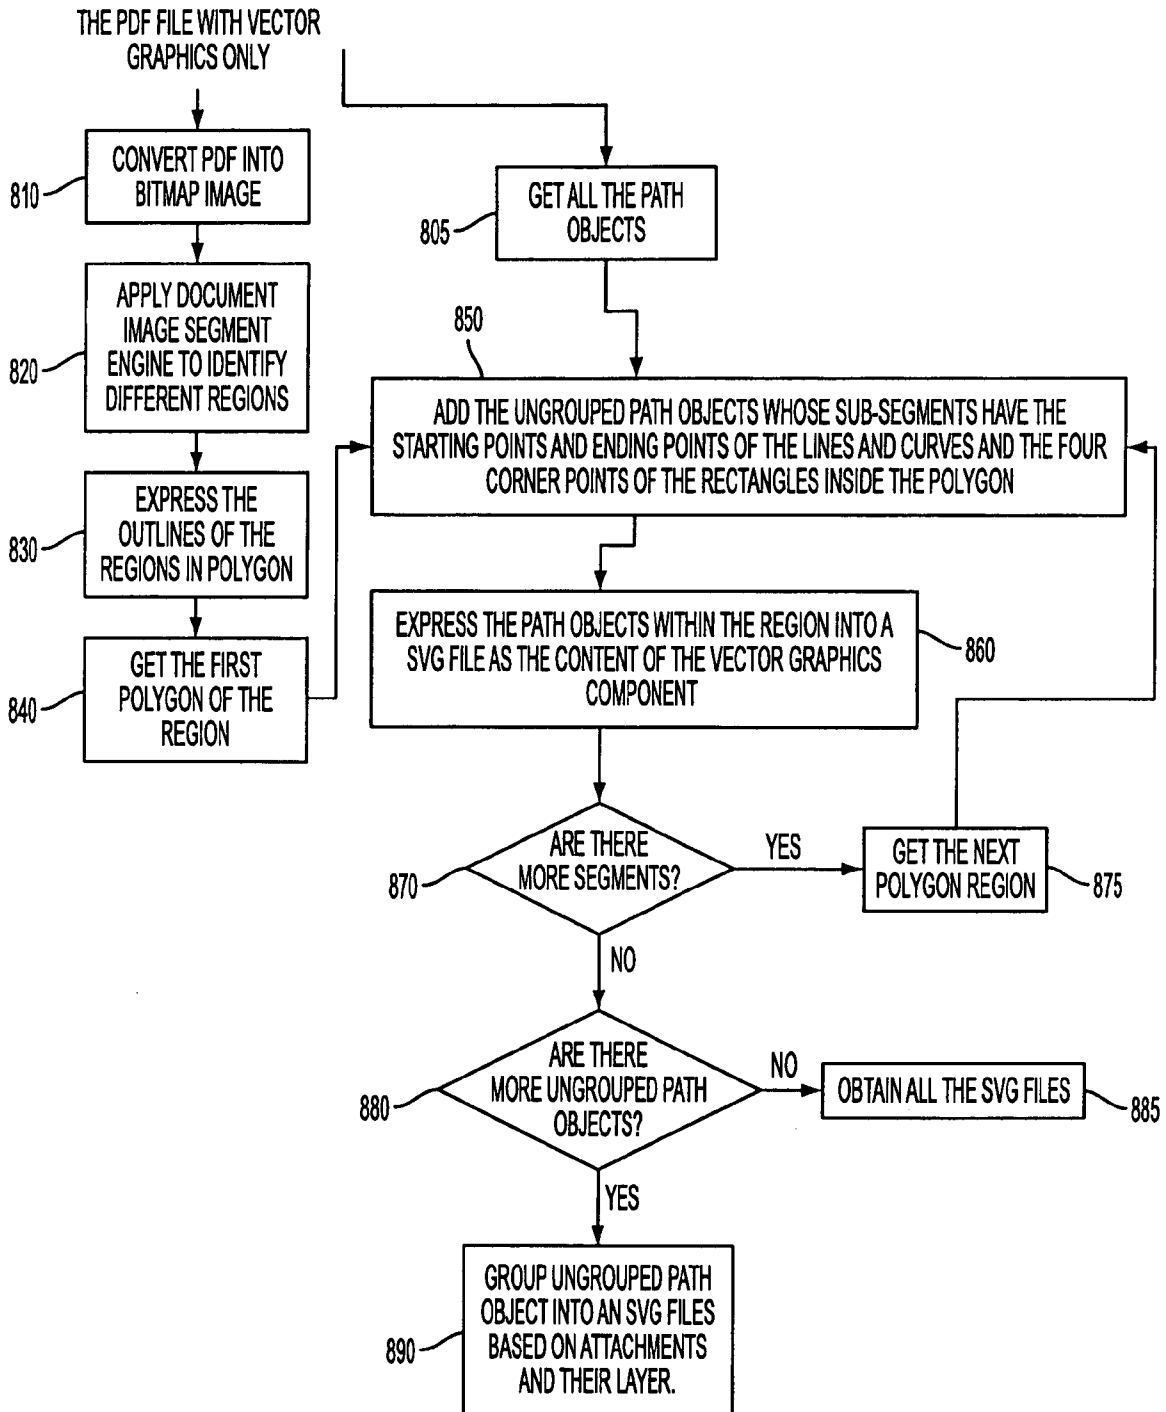 THE PDF FILE WITH VECTOR
GRAPHICS ONLY
CONVERT PDF INTO
BITMAP IMAGE
810
GET ALL THE PATH
OBJECTS
805
APPLY DOCUMENT
IMAGE SEGMENT
ENGINE TO IDENTIFY
DIFFERENT REGIONS
820
850
ADD THE UNGROUPED PATH OBJECTS WHOSE SUB-SEGMENTS HAVE THE
STARTING POINTS AND ENDING POINTS OF THE LINES AND CURVES AND THE FOUR
CORNER POINTS OF THE RECTANGLES INSIDE THE POLYGON
EXPRESS THE
OUTLINES OF THE
REGIONS IN POLYGON
830
GET THE FIRST
POLYGON OF THE
REGION
840
EXPRESS THE PATH OBJECTS WITHIN THE REGION INTO A
SVG FILE AS THE CONTENT OF THE VECTOR GRAPHICS
COMPONENT
860
ARE THERE
MORE SEGMENTS?
870
YES
GET THE NEXT
POLYGON REGION
875
NO
ARE THERE
MORE UNGROUPED PATH
OBJECTS?
880
NO
OBTAIN ALL THE SVG FILES
885
YES
GROUP UNGROUPED PATH
OBJECT INTO AN SVG FILES
BASED ON ATTACHMENTS
AND THEIR LAYER.
890